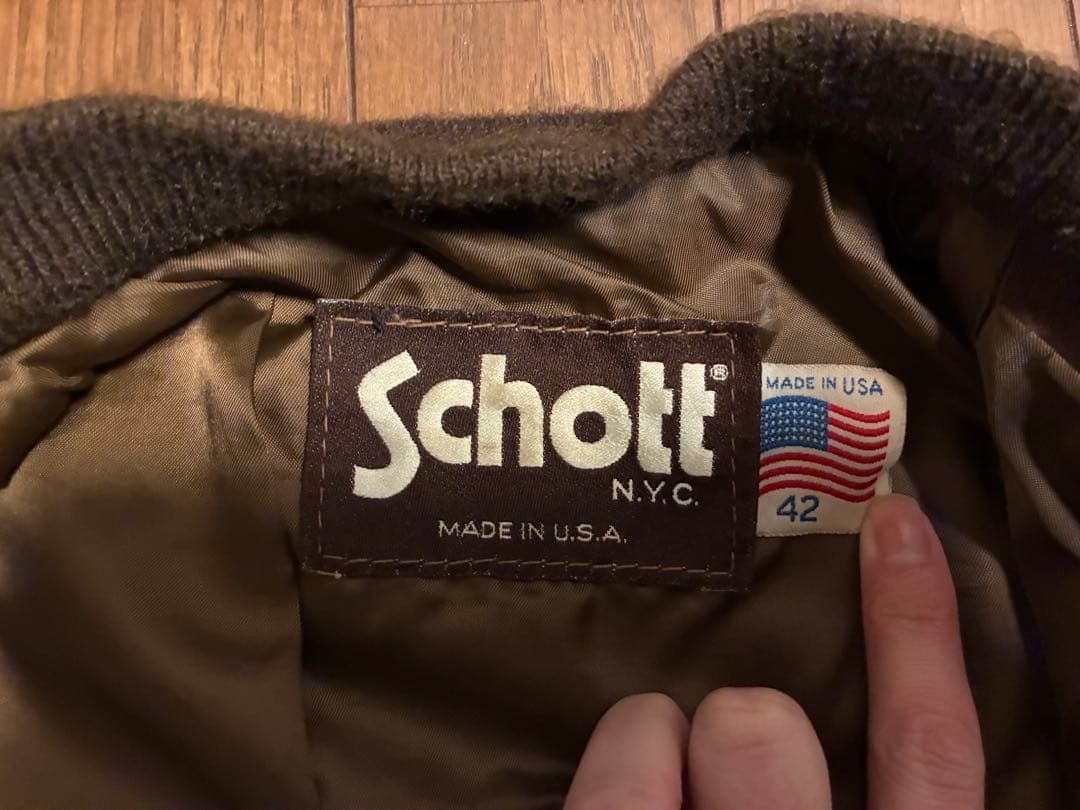 Schott®
N.Y.C.
MADE IN U.S.A.
MADE IN USA
42